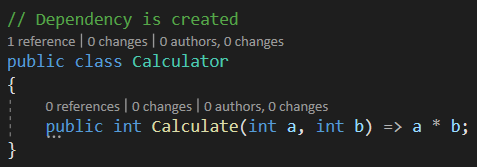 // Dependency is created
1 reference | 0 changes | 0 authors, 0 changes
public class Calculator
{
0 references | 0 changes | 0 authors, 0 changes
public int Calculate(int a, int b) => a * b;
}